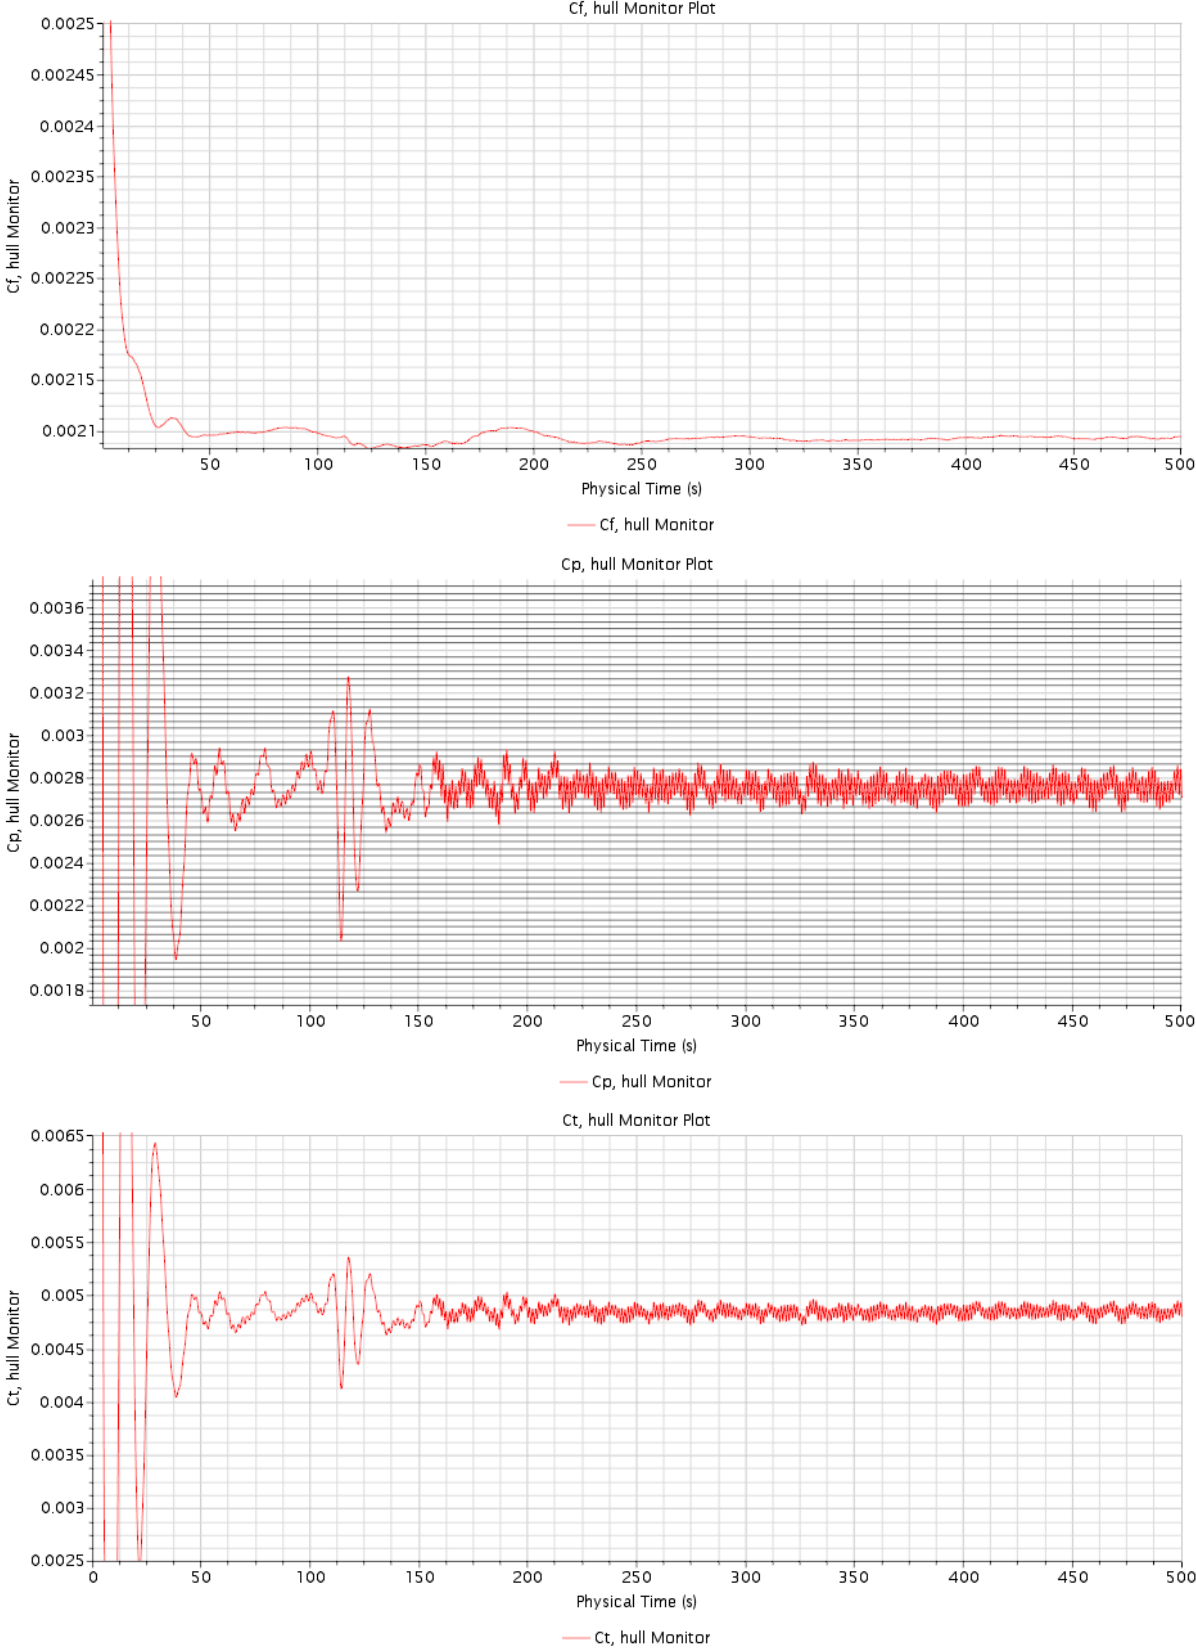 Cf, hull Monitor Plot
0.0025
0.00245
0.0024
0.00235
0.0023
0.00225
0.0022
0.00215
0.0021
Cf, hull Monitor
50 100 150 200 250 300 350 400 450 500
Physical Time (s)
Cf, hull Monitor
Cp, hull Monitor Plot
0.0036
0.0034
0.0032
0.003
0.0028
0.0026
0.0024
0.0022
0.002
0.0018
Cp, hull Monitor
50 100 150 200 250 300 350 400 450 500
Physical Time (s)
Cp, hull Monitor
Ct, hull Monitor Plot
0.0065
0.006
0.0055
0.005
0.0045
0.004
0.0035
0.003
0.0025
Ct, hull Monitor
0 50 100 150 200 250 300 350 400 450 500
Physical Time (s)
Ct, hull Monitor